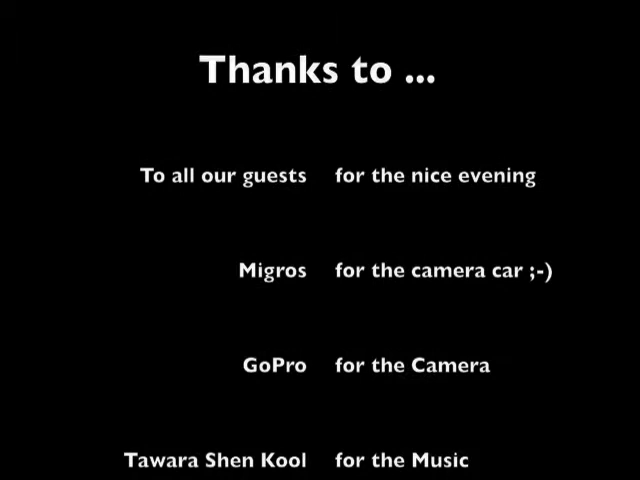 Thanks to ...
To all our guests for the nice evening
Migros for the camera car ;-)
GoPro for the Camera
Tawara Shen Kool for the Music